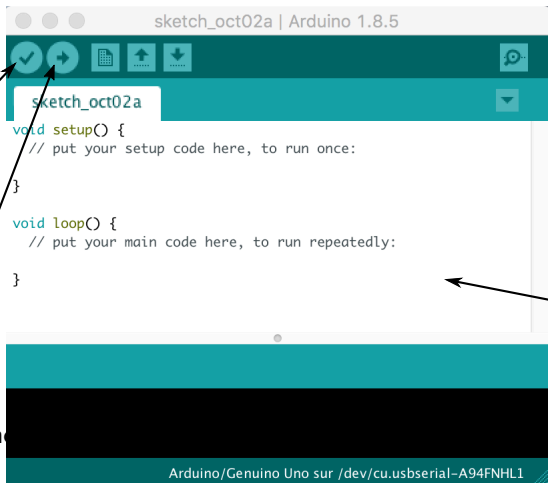 sketch_oct02a | Arduino 1.8.5
sketch_oct02a
void setup() {
  // put your setup code here, to run once:

}

void loop() {
  // put your main code here, to run repeatedly:

}
Arduino/Genuino Uno sur /dev/cu.usbserial-A94FNHL1